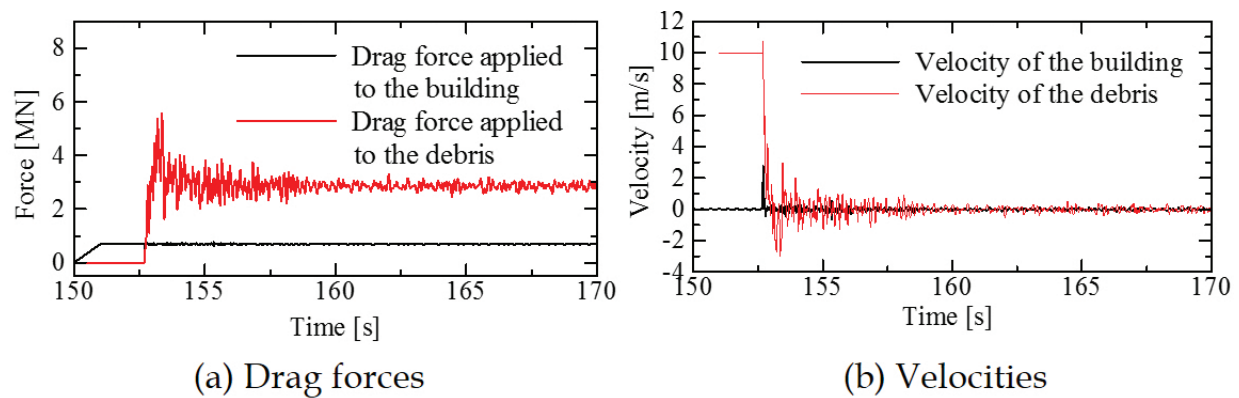 8
6
4
2
0
Force [MN]
Drag force applied
to the building
Drag force applied
to the debris
150
155
160
165
170
Time [s]
(a) Drag forces
12
10
8
6
4
2
0
-2
-4
Velocity [m/s]
Velocity of the building
Velocity of the debris
150
155
160
165
170
Time [s]
(b) Velocities